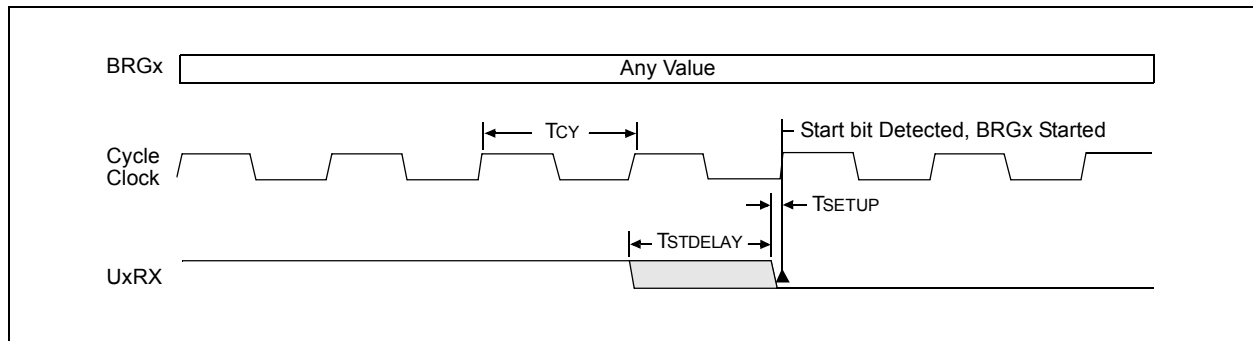 BRGx
Any Value
TCY
Start bit Detected, BRGx Started
Cycle
Clock
TSETUP
TSTDELAY
UxRX